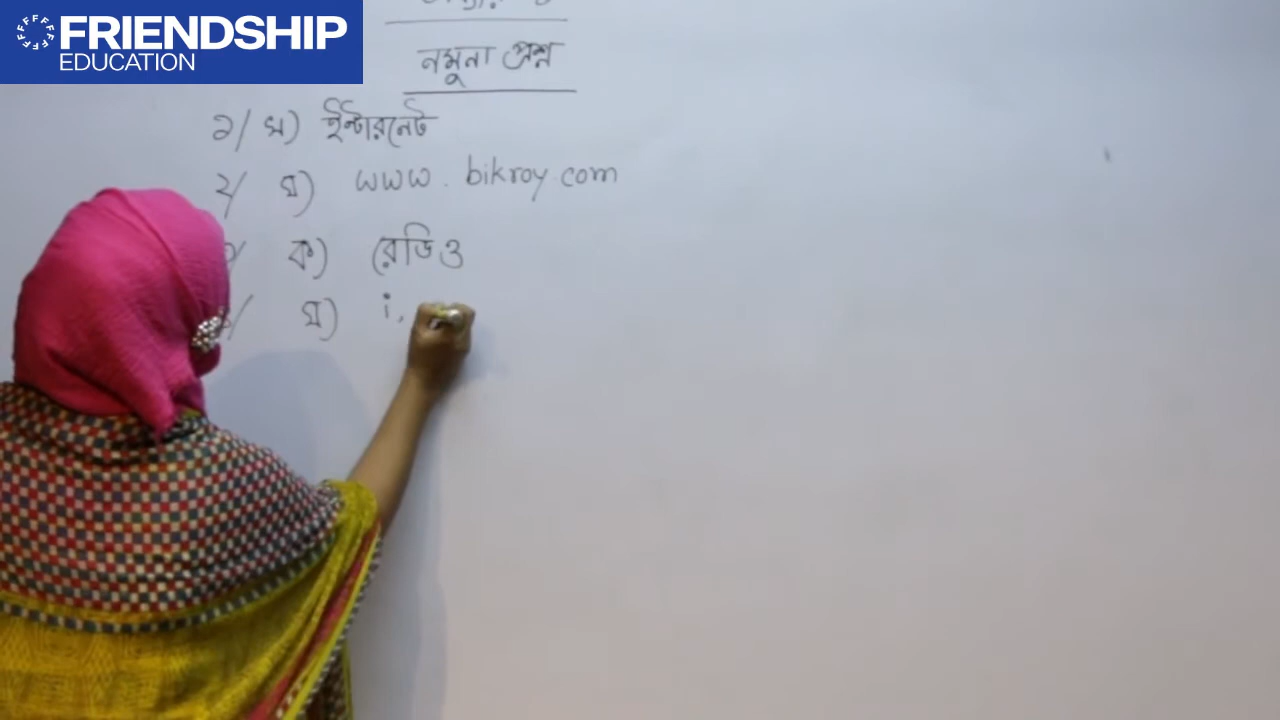 FRIENDSHIP
EDUCATION
নমুনা প্রশ্ন
১/ ঘ) ইন্টারনেট
২/ ঘ) www.bikroy.com
ক) রেডিও
ঘ) i,